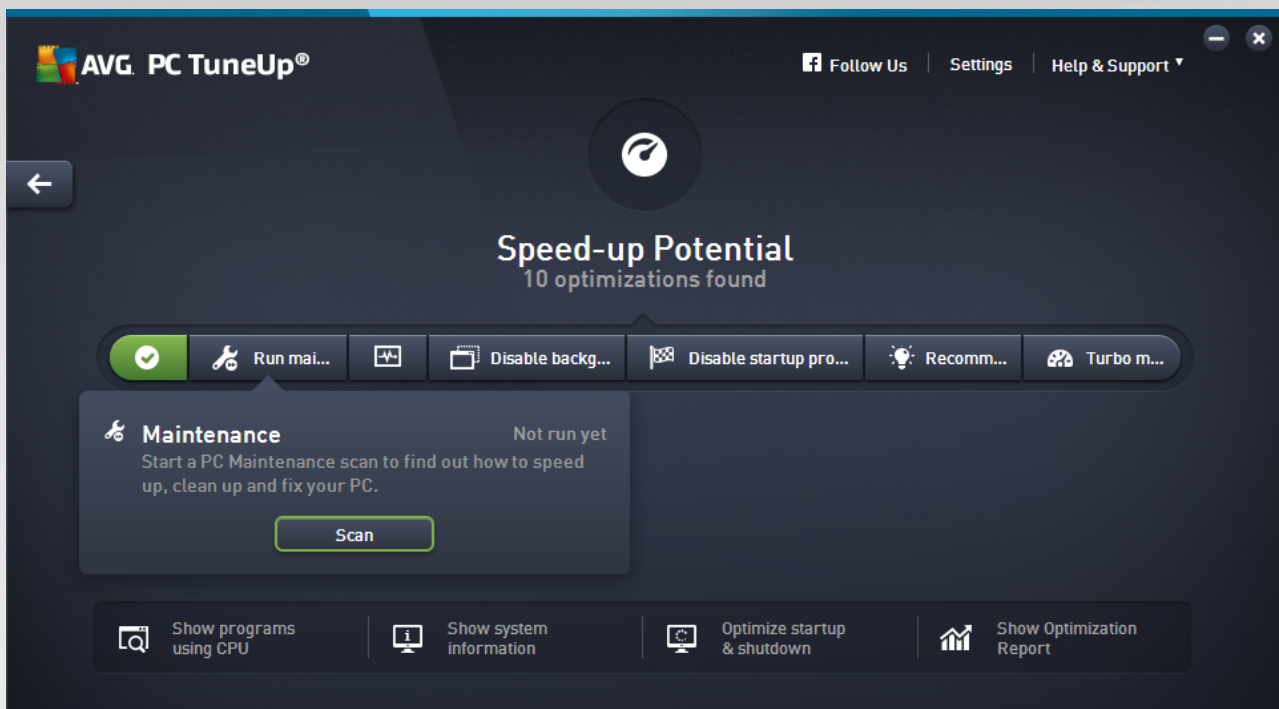 AVG. PC TuneUp®
Follow Us
Settings
Help & Support
Speed-up Potential
10 optimizations found
Run mai...
Disable backg...
Disable startup pro...
Recomm...
Turbo m...
Maintenance
Not run yet
Start a PC Maintenance scan to find out how to speed
up, clean up and fix your PC.
Scan
Show programs
using CPU
Show system
information
Optimize startup
& shutdown
Show Optimization
Report